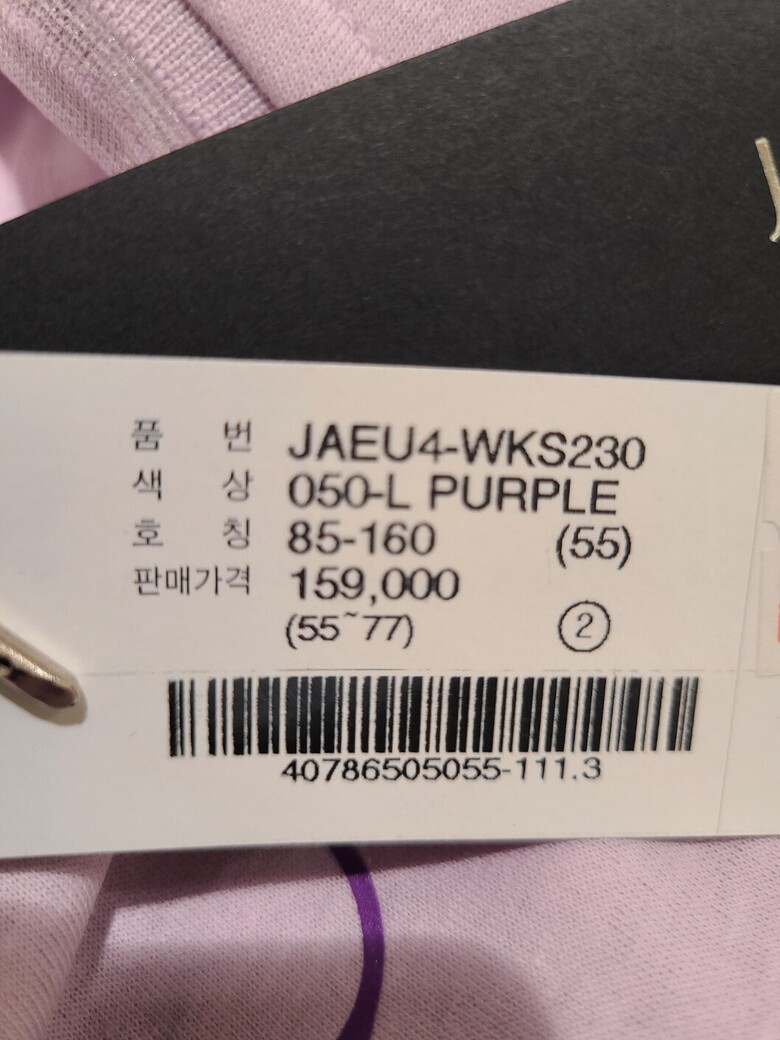 품 번 JAEU4-WKS230
색 상 050-L PURPLE
호 칭 85-160 (55)
판매가격 159,000
(55~77) ②
40786505055-111.3